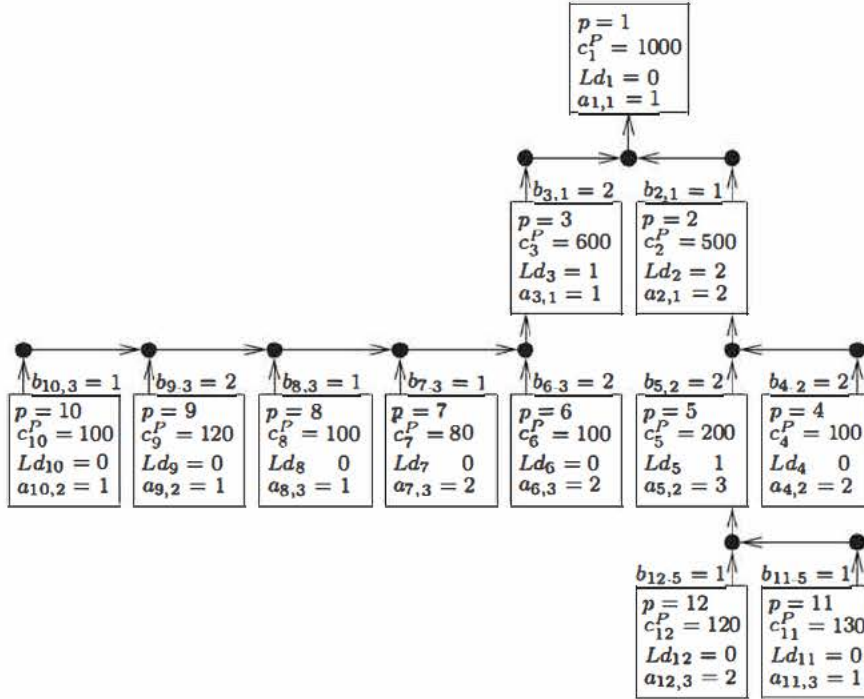 p = 1
c_1^P = 1000
Ld_1 = 0
a_{1,1} = 1
b_{3,1} = 2
b_{2,1} = 1
p = 3
c_3^P = 600
Ld_3 = 1
a_{3,1} = 1
p = 2
c_2^P = 500
Ld_2 = 2
a_{2,1} = 2
b_{10,3} = 1
b_{9-3} = 2
b_{8,3} = 1
b_{7-3} = 1
b_{6-3} = 2
b_{5,2} = 2
b_{4-2} = 2
p = 10
c_{10}^P = 100
Ld_{10} = 0
a_{10,2} = 1
p = 9
c_9^P = 120
Ld_9 = 0
a_{9,2} = 1
p = 8
c_8^P = 100
Ld_8 0
a_{8,3} = 1
p = 7
c_7^P = 80
Ld_7 0
a_{7,3} = 2
p = 6
c_6^P = 100
Ld_6 = 0
a_{6,3} = 2
p = 5
c_5^P = 200
Ld_5 1
a_{5,2} = 3
p = 4
c_4^P = 100
Ld_4 0
a_{4,2} = 2
b_{12-5} = 1
b_{11-5} = 1
p = 12
c_{12}^P = 120
Ld_{12} = 0
a_{12,3} = 2
p = 11
c_{11}^P = 130
Ld_{11} = 0
a_{11,3} = 1